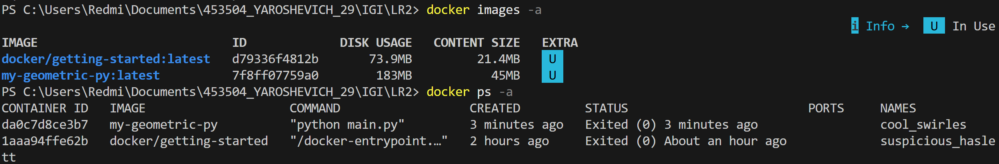 PS C:\Users\Redmi\Documents\453504_YAROSHEVICH_29\IGI\LR2> docker images -a
i Info → U In Use
IMAGE ID DISK USAGE CONTENT SIZE EXTRA
docker/getting-started:latest d79336f4812b 73.9MB 21.4MB U
my-geometric-py:latest 7f8ff07759a0 183MB 45MB U
PS C:\Users\Redmi\Documents\453504_YAROSHEVICH_29\IGI\LR2> docker ps -a
CONTAINER ID IMAGE COMMAND CREATED STATUS PORTS NAMES
da0c7d8ce3b7 my-geometric-py "python main.py" 3 minutes ago Exited (0) 3 minutes ago cool_swirles
1aaa94ffe62b docker/getting-started "/docker-entrypoint.…" 2 hours ago Exited (0) About an hour ago suspicious_hasle
tt